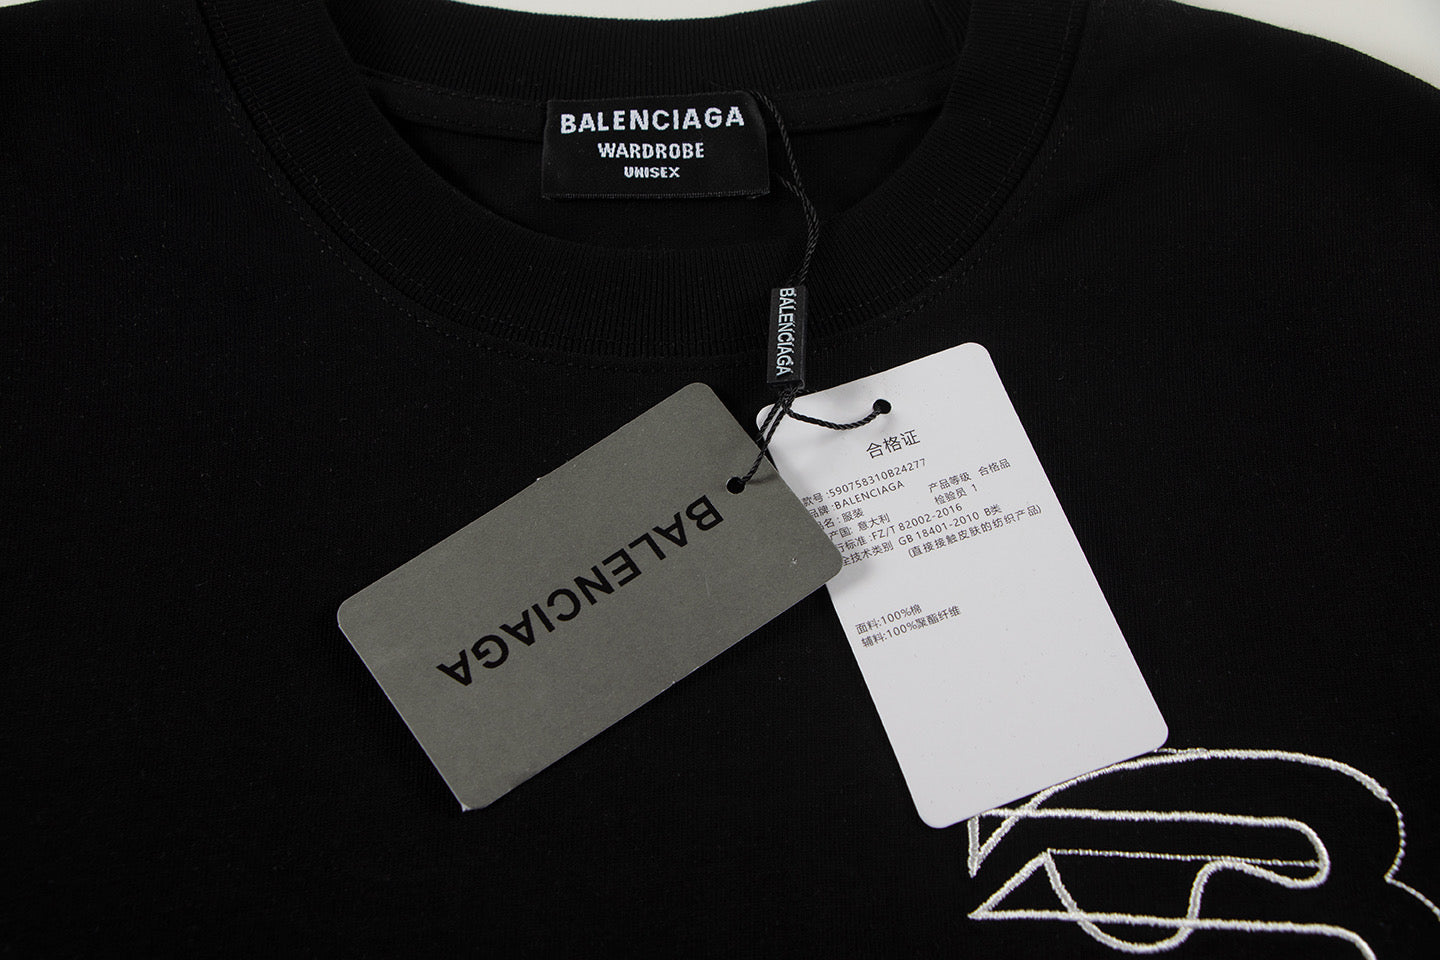 BALENCIAGA
WARDROBE
UNISEX
BALENCIAGA
BALENCIAGA
合格证
款号:590758310B24277
品牌:BALENCIAGA 产品等级 合格品
品名:服装 检验员 1
产国: 意大利
行标准:FZ/T 82002-2016
全技术类别 GB 18401-2010 B类
(直接接触皮肤的纺织产品)
面料:100%棉
辅料:100%聚酯纤维